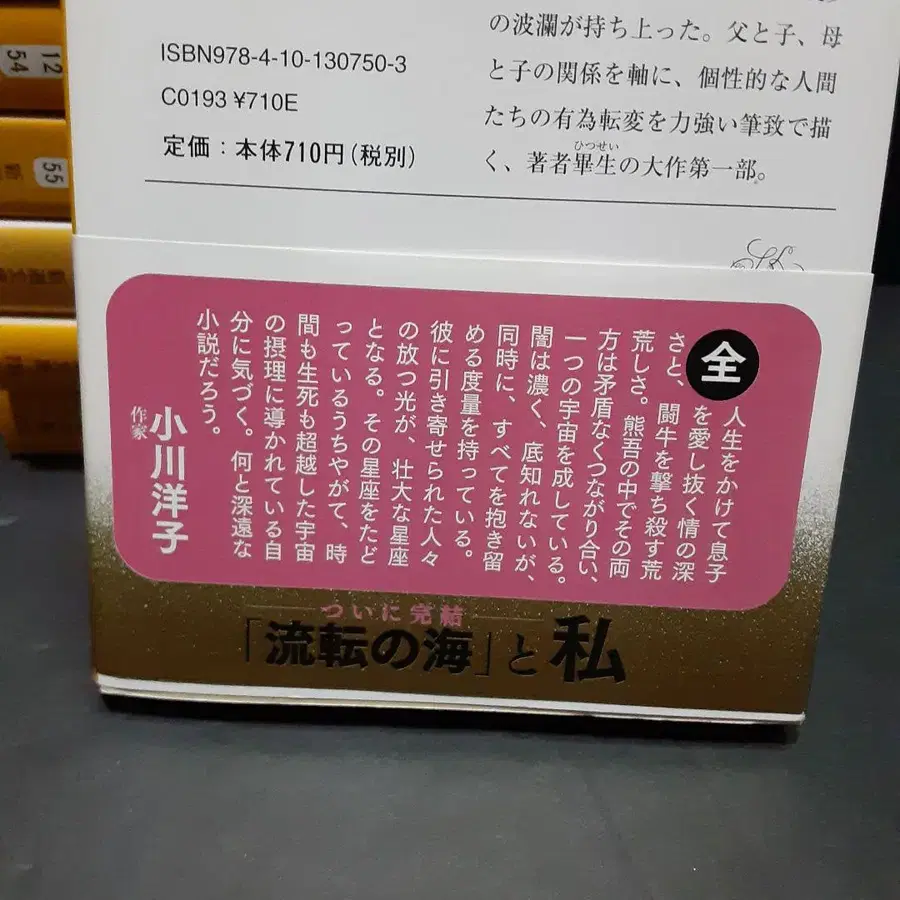 の波瀾が持ち上った。父と子、母
と子の関係を軸に、個性的な人間
たちの有為転変を力強い筆致で描
ひつせい
く、著者畢生の大作第一部。
ISBN978-4-10-130750-3
C0193 ¥710E
定価:本体710円(税別)
12
54
55
全
人生をかけて息子
を愛し抜く情の深
さと、闘牛を撃ち殺す荒
荒しさ。熊吾の中でその両
方は矛盾なくつながり合い、
一つの宇宙を成している。
闇は濃く、底知れないが、
同時に、すべてを抱き留
める度量を持っている。
彼に引き寄せられた人々
の放つ光が、壮大な星座
となる。その星座をたど
っているうちやがて、時
間も生死も超越した宇宙
の摂理に導かれている自
分に気づく。何と深遠な
小説だろう。
作家
小川洋子
ついに完結
「流転の海」と私